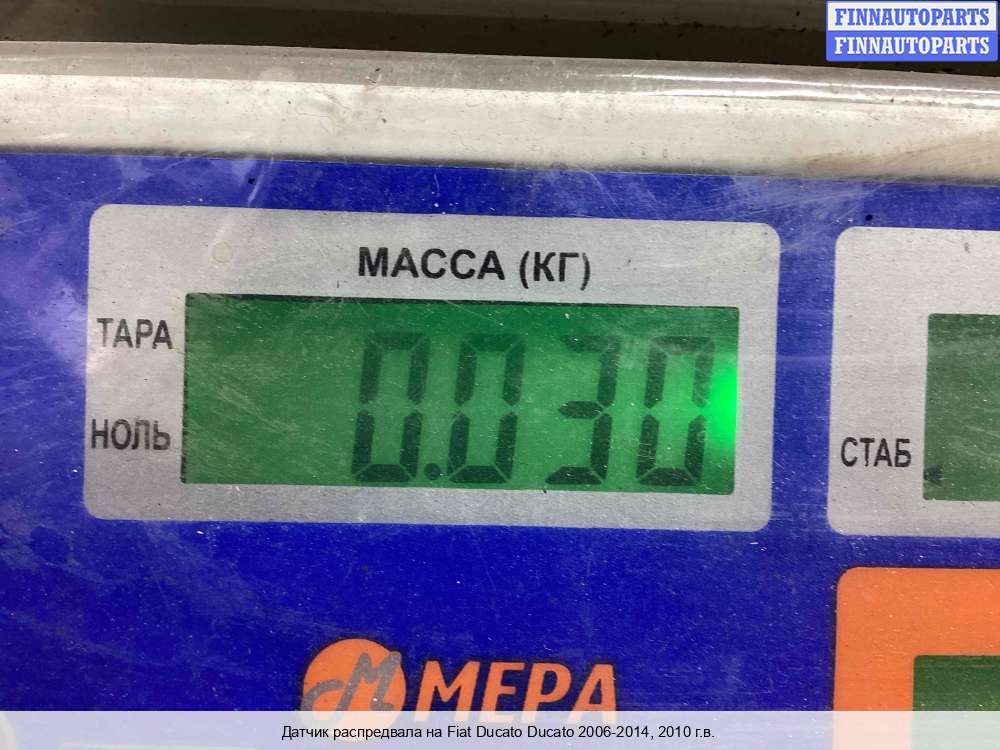 FINNAUTOPARTS
FINNAUTOPARTS
МАССА (КГ)
ТАРА
0.030
НОЛЬ
СТАБ
М МЕРА
Датчик распредвала на Fiat Ducato Ducato 2006-2014, 2010 г.в.